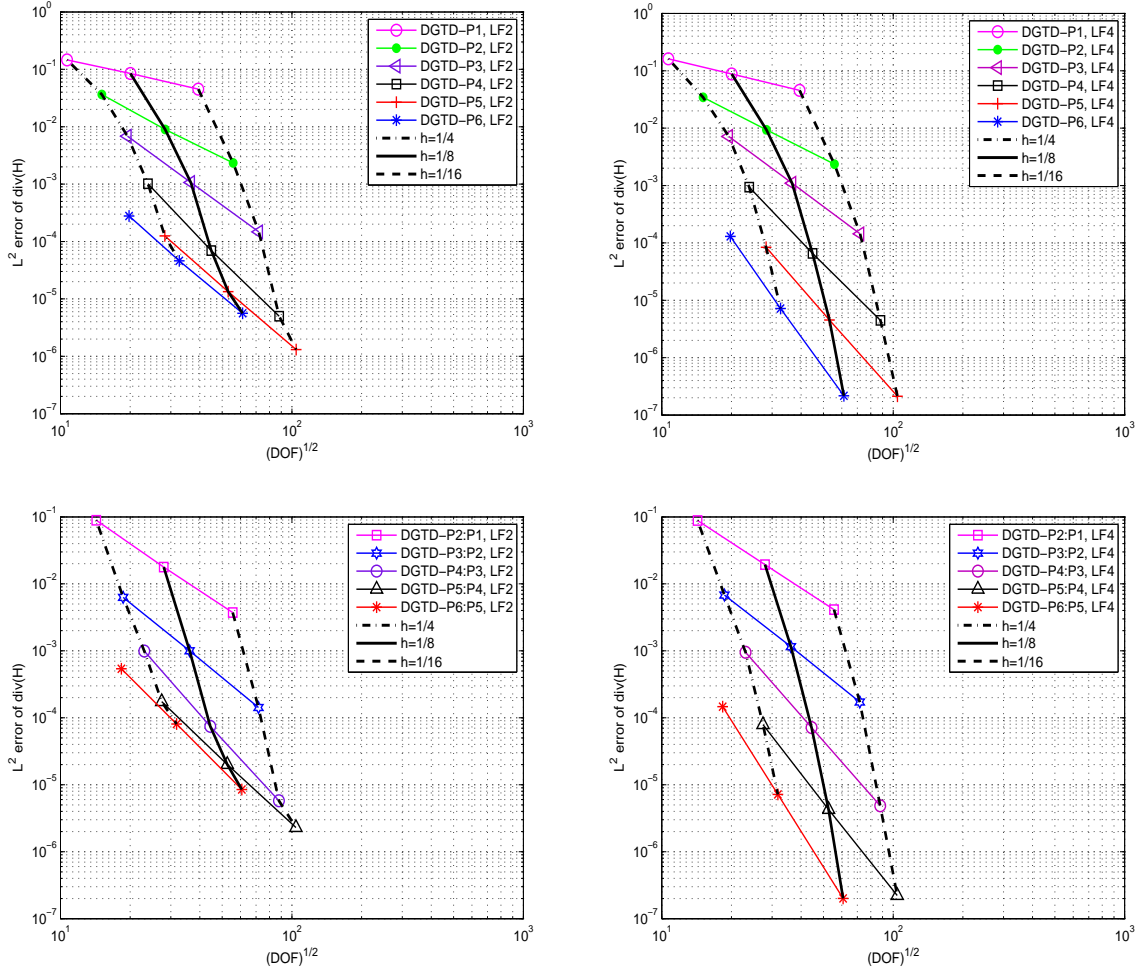 10^0
10^-1
10^-2
10^-3
10^-4
10^-5
10^-6
10^-7
L^2 error of div(H)
10^1
10^2
10^3
(DOF)^1/2
DGTD-P1, LF2
DGTD-P2, LF2
DGTD-P3, LF2
DGTD-P4, LF2
DGTD-P5, LF2
DGTD-P6, LF2
h=1/4
h=1/8
h=1/16
10^0
10^-1
10^-2
10^-3
10^-4
10^-5
10^-6
10^-7
L^2 error of div(H)
10^1
10^2
10^3
(DOF)^1/2
DGTD-P1, LF4
DGTD-P2, LF4
DGTD-P3, LF4
DGTD-P4, LF4
DGTD-P5, LF4
DGTD-P6, LF4
h=1/4
h=1/8
h=1/16
10^-1
10^-2
10^-3
10^-4
10^-5
10^-6
10^-7
L^2 error of div(H)
10^1
10^2
10^3
(DOF)^1/2
DGTD-P2:P1, LF2
DGTD-P3:P2, LF2
DGTD-P4:P3, LF2
DGTD-P5:P4, LF2
DGTD-P6:P5, LF2
h=1/4
h=1/8
h=1/16
10^-1
10^-2
10^-3
10^-4
10^-5
10^-6
10^-7
L^2 error of div(H)
10^1
10^2
10^3
(DOF)^1/2
DGTD-P2:P1, LF4
DGTD-P3:P2, LF4
DGTD-P4:P3, LF4
DGTD-P5:P4, LF4
DGTD-P6:P5, LF4
h=1/4
h=1/8
h=1/16